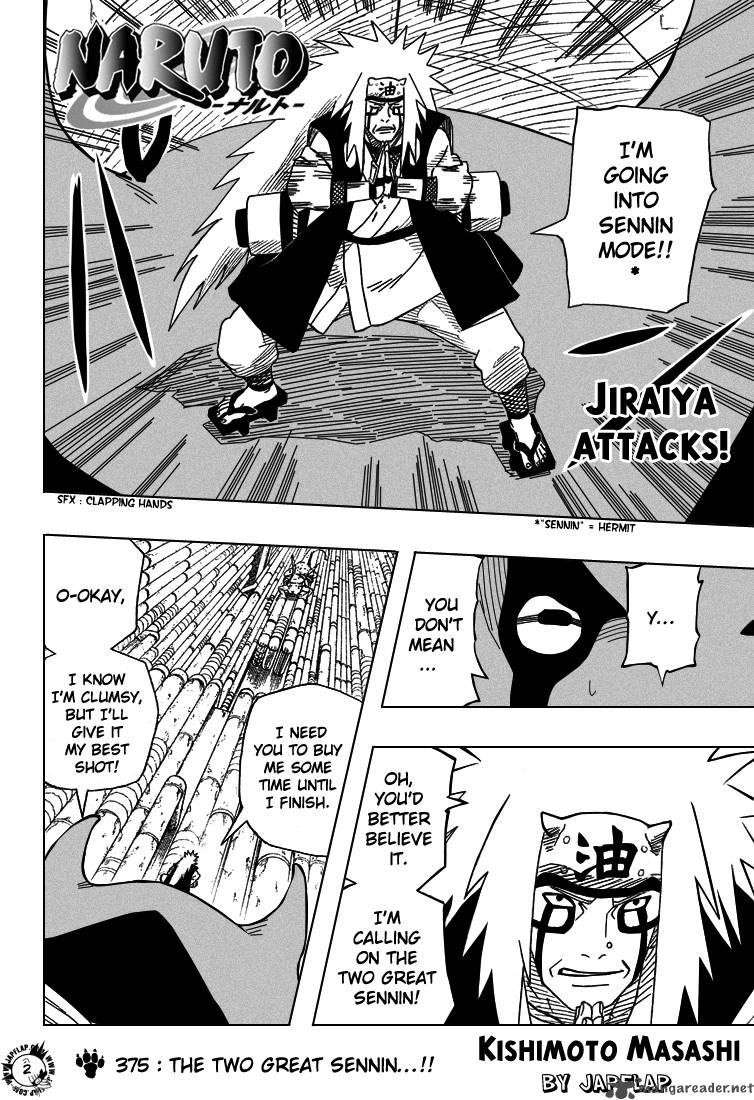 NARUTO
-ナルト-
I'M
GOING
INTO
SENNIN
MODE!!
*
JIRAIYA
ATTACKS!
SFX : CLAPPING HANDS
*"SENNIN" = HERMIT
Y...
YOU
DON'T
MEAN
...
OH,
YOU'D
BETTER
BELIEVE
IT.
I'M
CALLING
ON THE
TWO GREAT
SENNIN!
油
油
I NEED
YOU TO BUY
ME SOME
TIME UNTIL
I FINISH.
O-OKAY,
I KNOW
I'M CLUMSY,
BUT I'LL
GIVE IT
MY BEST
SHOT!
2
375 : THE TWO GREAT SENNIN...!!
KISHIMOTO MASASHI
BY JAPFLAP
mangareader.net